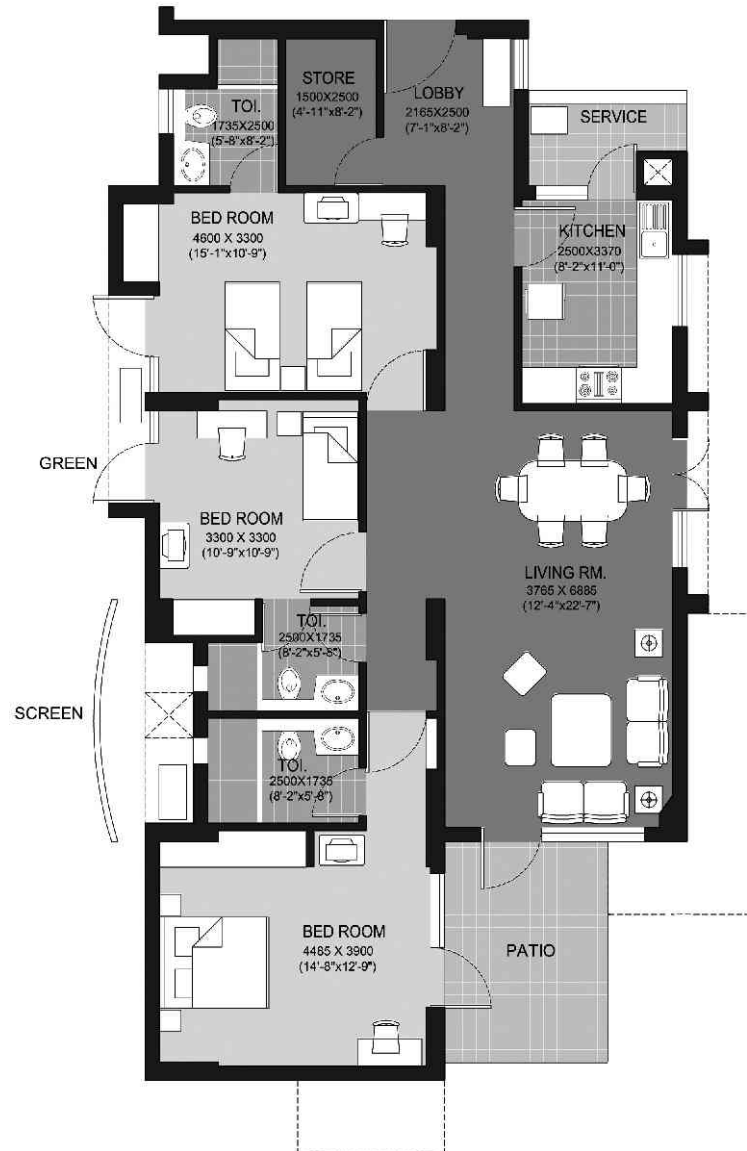 STORE
1500X2500
(4'-11"x8'-2")
LOBBY
2165X2500
(7'-1"x8'-2")
TOI.
1735X2500
(5'-8"x8'-2")
SERVICE
BED ROOM
4600 X 3300
(15'-1"x10'-9")
KITCHEN
2500X3370
(8'-2"x11'-0")
GREEN
BED ROOM
3300 X 3300
(10'-9"x10'-9")
LIVING RM.
3765 X 6885
(12'-4"x22'-7")
TOI.
2500X1735
(8'-2"x5'-8")
SCREEN
TOI.
2500X1735
(8'-2"x5'-8")
BED ROOM
4485 X 3900
(14'-8"x12'-9")
PATIO